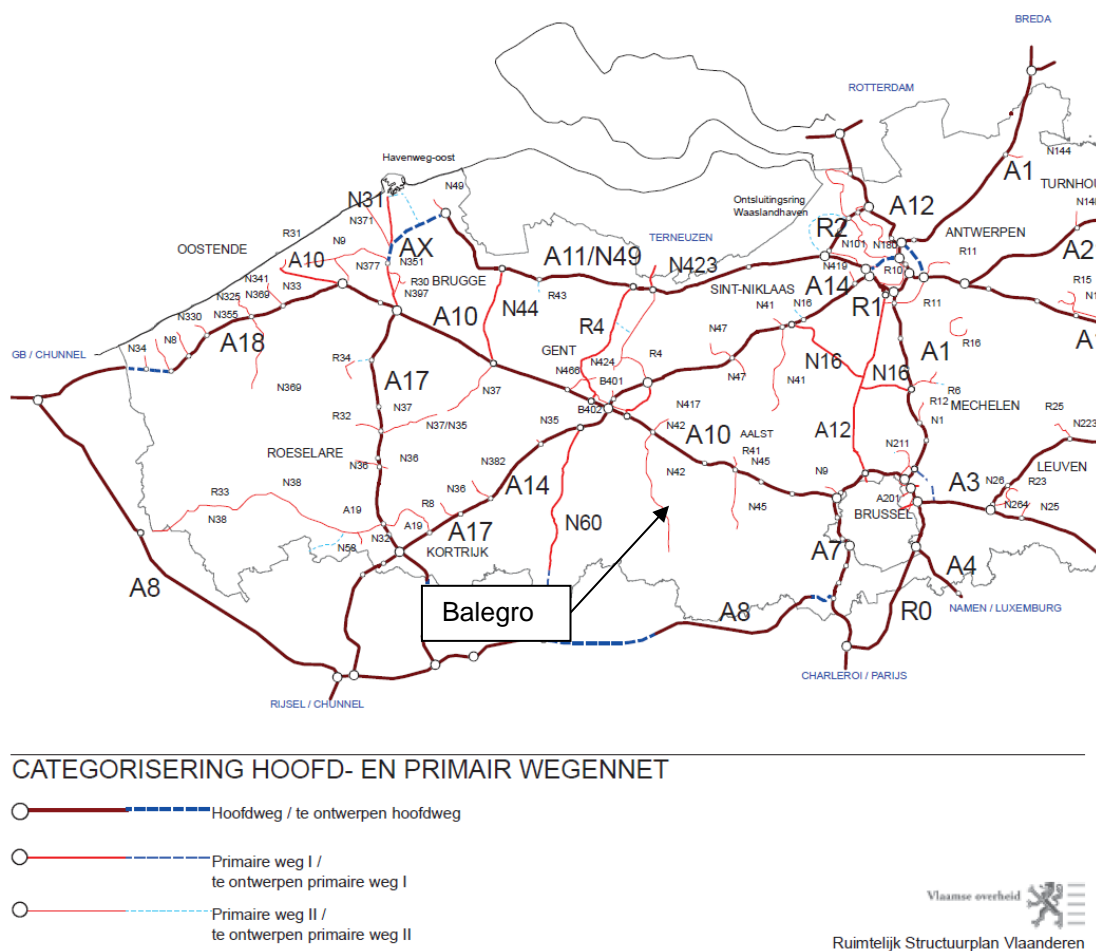 BREDA
ROTTERDAM
N144
Havenweg-oost
A1
TURNHOU
N49
N31
Ontsluitingsring
Waaslandhaven
A12
N371
R31
OOSTENDE
N9
AX
R2
ANTWERPEN
TERNEUZEN
N101
N180
A10
N377
N351
A11/N49
N423
R11
A2
N341
BRUGGE
N419
R10
N33
R30
R43
SINT-NIKLAAS
A14
R15
N325
N369
N397
N44
N41
N16
R1
R11
N330
N355
A10
R4
A18
N47
A1
R16
GB / CHUNNEL
N34
N8
GENT
R34
N424
R4
N16
N16
N466
B401
N47
N41
R6
N369
A17
N37
R12
MECHELEN
N37
B402
N417
N1
R25
R32
N37/N35
N35
N42
A10
AALST
A12
N223
ROESELARE
R41
N211
N36
N36
N382
N42
N45
N9
LEUVEN
A3
N38
A14
N26
R23
R33
N36
A201
BRUSSEL
N264
N25
N38
A19
R8
N45
A19
A17
N60
N58
N32
KORTRIJK
A7
A8
A4
Balegro
A8
R0
NAMEN / LUXEMBURG
CHARLEROI / PARIJS
RIJSEL / CHUNNEL
CATEGORISERING HOOFD- EN PRIMAIR WEGENNET
Hoofdweg / te ontwerpen hoofdweg
Primaire weg I /
te ontwerpen primaire weg I
Primaire weg II /
te ontwerpen primaire weg II
Vlaamse overheid
Ruimtelijk Structuurplan Vlaanderen